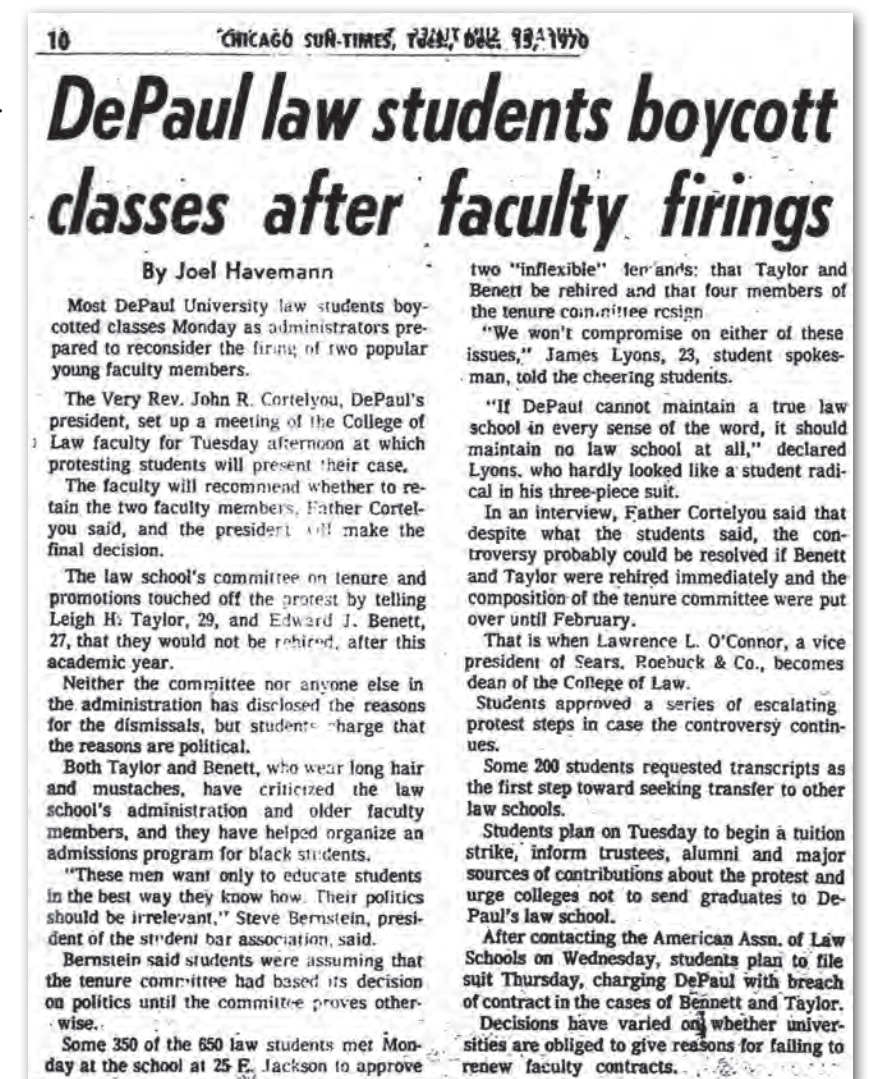 10
CHICAGO SUN-TIMES, Tues., Dec. 1970
DePaul law students boycott
classes after faculty firings
By Joel Havemann
Most DePaul University law students boy-
cotted classes Monday as administrators pre-
pared to reconsider the firing of two popular
young faculty members.
The Very Rev. John R. Cortelyou, DePaul's
president, set up a meeting of the College of
Law faculty for Tuesday afternoon at which
protesting students will present their case.
The faculty will recommend whether to re-
tain the two faculty members, Father Cortel-
you said, and the president will make the
final decision.
The law school's committee on tenure and
promotions touched off the protest by telling
Leigh H. Taylor, 29, and Edward J. Benett,
27, that they would not be rehired, after this
academic year.
Neither the committee nor anyone else in
the administration has disclosed the reasons
for the dismissals, but students charge that
the reasons are political.
Both Taylor and Benett, who wear long hair
and mustaches, have criticized the law
school's administration and older faculty
members, and they have helped organize an
admissions program for black students.
"These men want only to educate students
in the best way they know how. Their politics
should be irrelevant," Steve Bernstein, presi-
dent of the student bar association, said.
Bernstein said students were assuming that
the tenure committee had based its decision
on politics until the committee proves other-
wise.
Some 350 of the 650 law students met Mon-
day at the school at 25 E. Jackson to approve
two "inflexible" demands: that Taylor and
Benett be rehired and that four members of
the tenure committee resign
"We won't compromise on either of these
issues," James Lyons, 23, student spokes-
man, told the cheering students.
"If DePaul cannot maintain a true law
school in every sense of the word, it should
maintain no law school at all," declared
Lyons, who hardly looked like a student radi-
cal in his three-piece suit.
In an interview, Father Cortelyou said that
despite what the students said, the con-
troversy probably could be resolved if Benett
and Taylor were rehired immediately and the
composition of the tenure committee were put
over until February.
That is when Lawrence L. O'Connor, a vice
president of Sears, Roebuck & Co., becomes
dean of the College of Law.
Students approved a series of escalating
protest steps in case the controversy contin-
ues.
Some 200 students requested transcripts as
the first step toward seeking transfer to other
law schools.
Students plan on Tuesday to begin a tuition
strike, inform trustees, alumni and major
sources of contributions about the protest and
urge colleges not to send graduates to De-
Paul's law school.
After contacting the American Assn. of Law
Schools on Wednesday, students plan to file
suit Thursday, charging DePaul with breach
of contract in the cases of Bennett and Taylor.
Decisions have varied on whether univer-
sities are obliged to give reasons for failing to
renew faculty contracts.